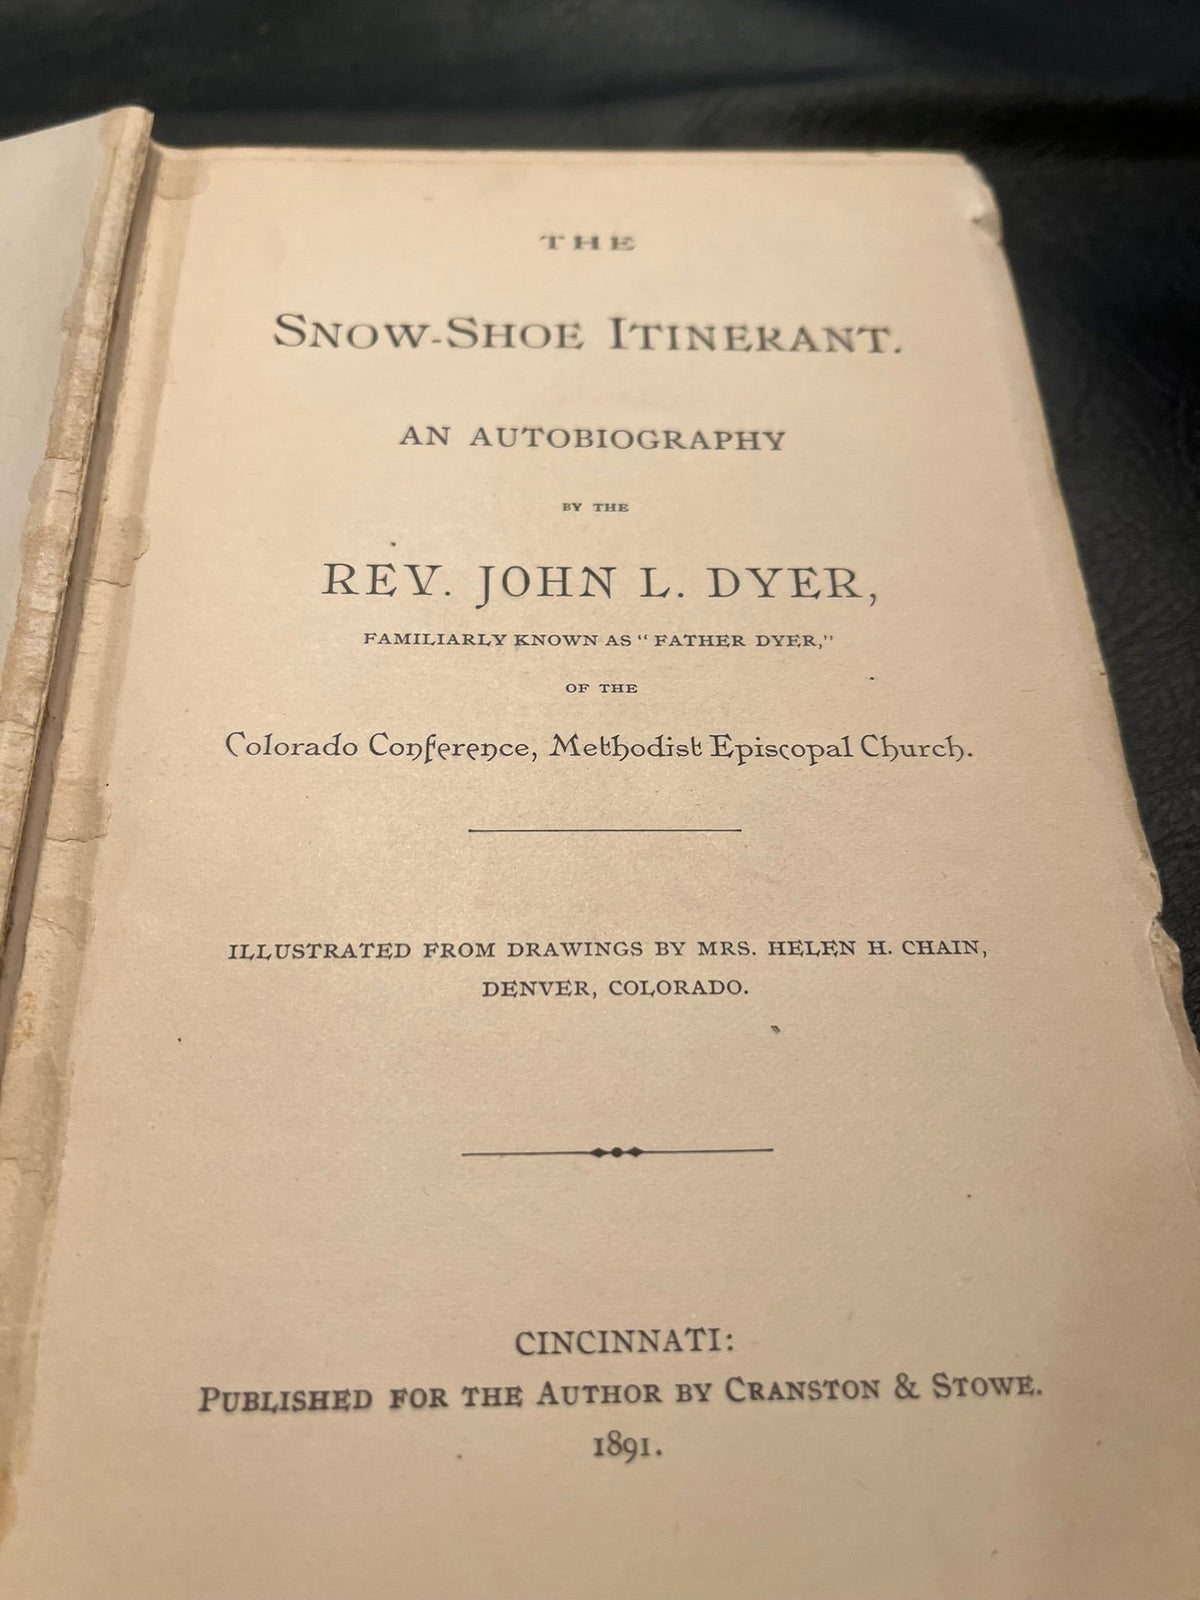 THE
SNOW-SHOE ITINERANT.
AN AUTOBIOGRAPHY
BY THE
REV. JOHN L. DYER,
FAMILIARLY KNOWN AS "FATHER DYER,"
OF THE
Colorado Conference, Methodist Episcopal Church.
ILLUSTRATED FROM DRAWINGS BY MRS. HELEN H. CHAIN,
DENVER, COLORADO.
CINCINNATI:
PUBLISHED FOR THE AUTHOR BY CRANSTON & STOWE.
1891.